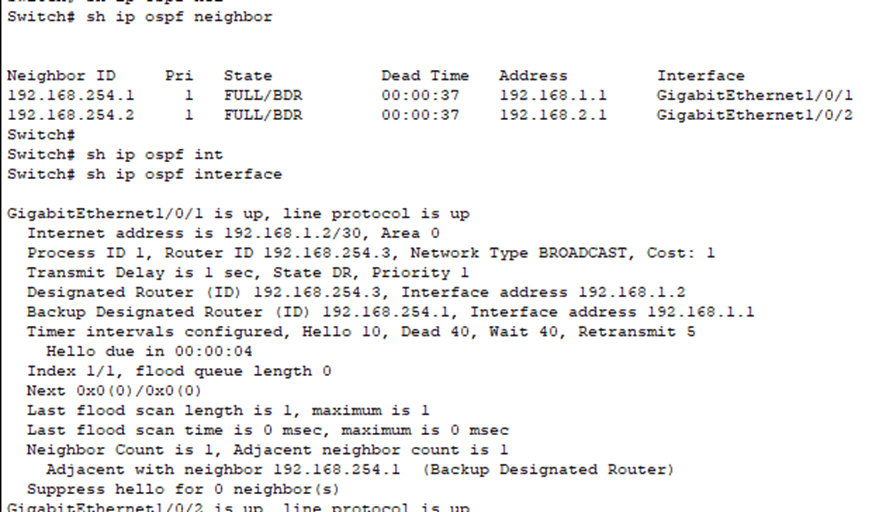 Switch# sh ip ospf neighbor
Neighbor ID Pri State Dead Time Address Interface
192.168.254.1 1 FULL/BDR 00:00:37 192.168.1.1 GigabitEthernet1/0/1
192.168.254.2 1 FULL/BDR 00:00:37 192.168.2.1 GigabitEthernet1/0/2
Switch#
Switch# sh ip ospf int
Switch# sh ip ospf interface
GigabitEthernet1/0/1 is up, line protocol is up
Internet address is 192.168.1.2/30, Area 0
Process ID 1, Router ID 192.168.254.3, Network Type BROADCAST, Cost: 1
Transmit Delay is 1 sec, State DR, Priority 1
Designated Router (ID) 192.168.254.3, Interface address 192.168.1.2
Backup Designated Router (ID) 192.168.254.1, Interface address 192.168.1.1
Timer intervals configured, Hello 10, Dead 40, Wait 40, Retransmit 5
Hello due in 00:00:04
Index 1/1, flood queue length 0
Next 0x0(0)/0x0(0)
Last flood scan length is 1, maximum is 1
Last flood scan time is 0 msec, maximum is 0 msec
Neighbor Count is 1, Adjacent neighbor count is 1
Adjacent with neighbor 192.168.254.1 (Backup Designated Router)
Suppress hello for 0 neighbor(s)
GigabitEthernet1/0/2 is up, line protocol is up